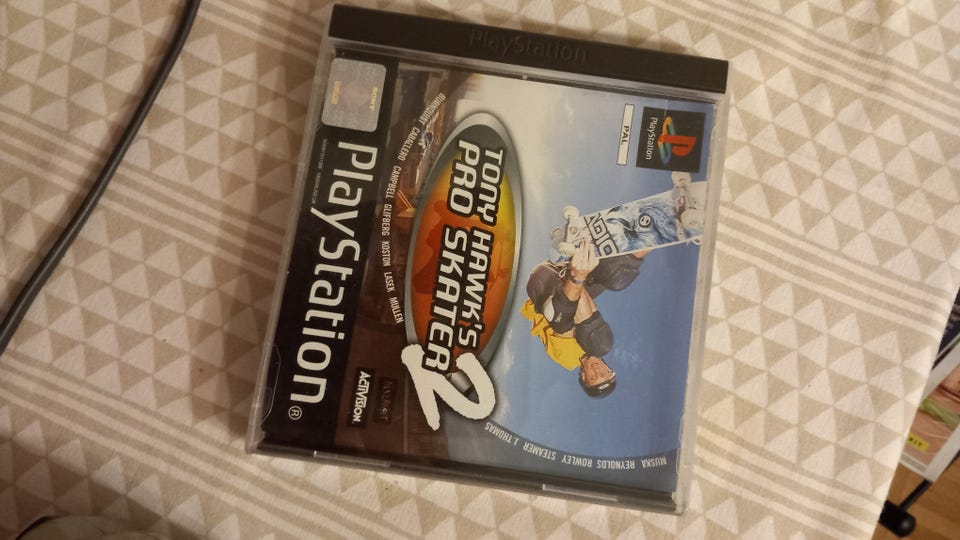 PlayStation
SONY
PlayStation
PAL
BURNQUIST CABALLERO CAMPBELL GLIFBERG KOSTON LASEK MULLEN
MUSKA REYNOLDS ROWLEY STEAMER J.THOMAS
TONY HAWK'S
PRO SKATER
2
ACTIVISION.
PlayStation®